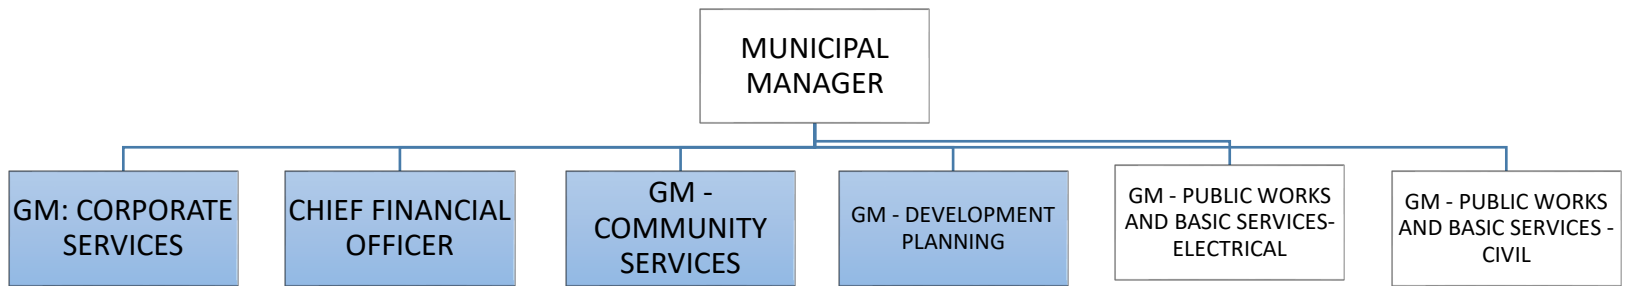 MUNICIPAL
MANAGER
GM: CORPORATE
SERVICES
CHIEF FINANCIAL
OFFICER
GM -
COMMUNITY
SERVICES
GM - DEVELOPMENT
PLANNING
GM - PUBLIC WORKS
AND BASIC SERVICES-
ELECTRICAL
GM - PUBLIC WORKS
AND BASIC SERVICES -
CIVIL